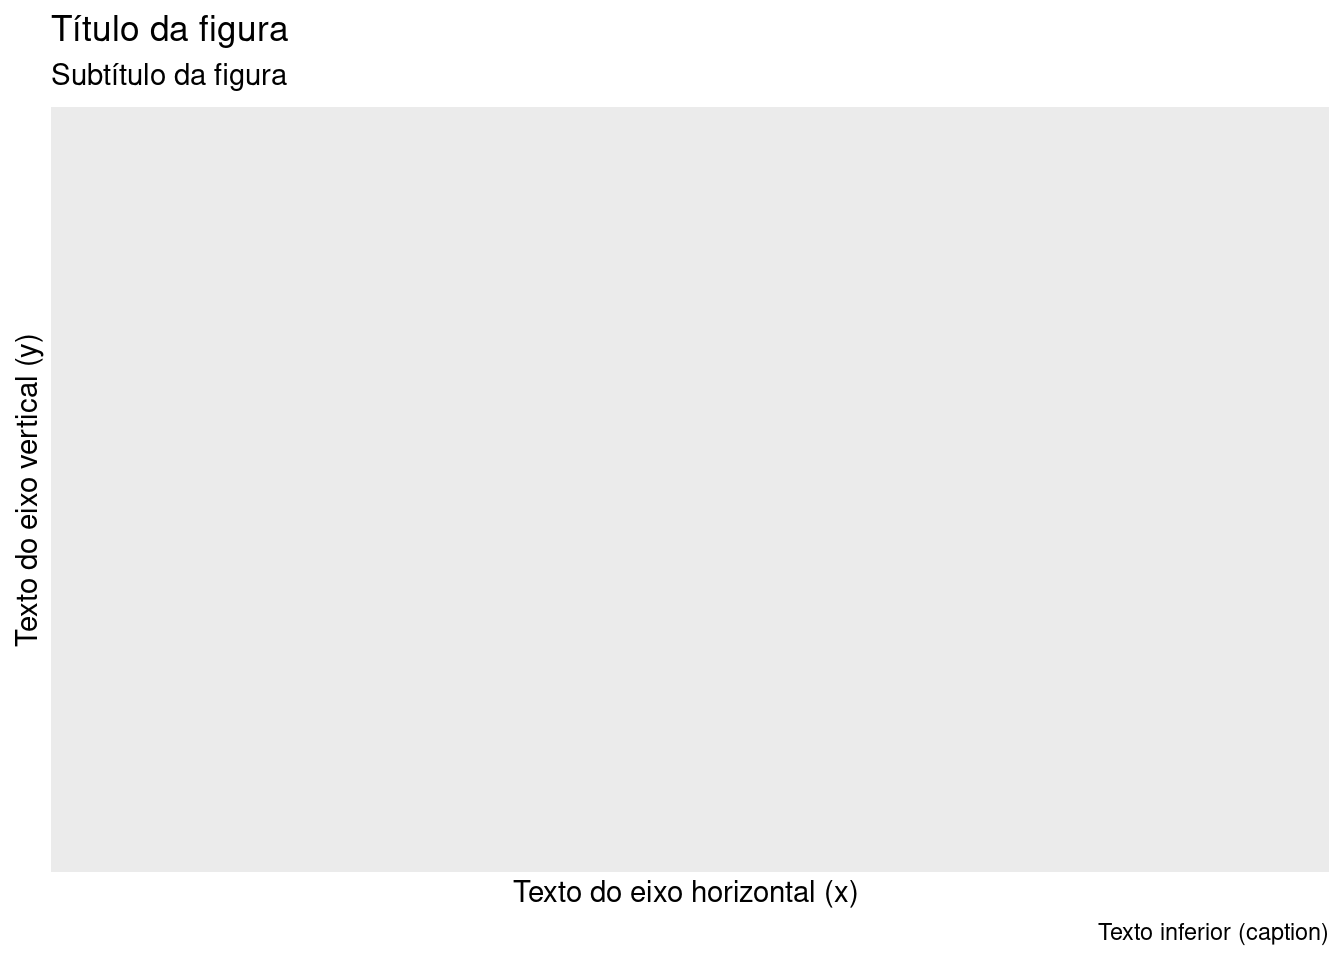 Título da figura
Subtítulo da figura
Texto do eixo vertical (y)
Texto do eixo horizontal (x)
Texto inferior (caption)